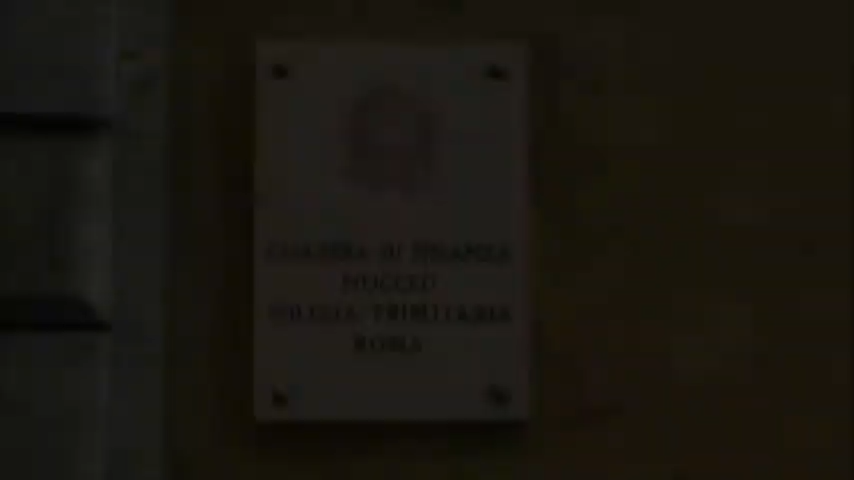 GUARDIA DI FINANZA
NUCLEO
POLIZIA TRIBUTARIA
ROMA